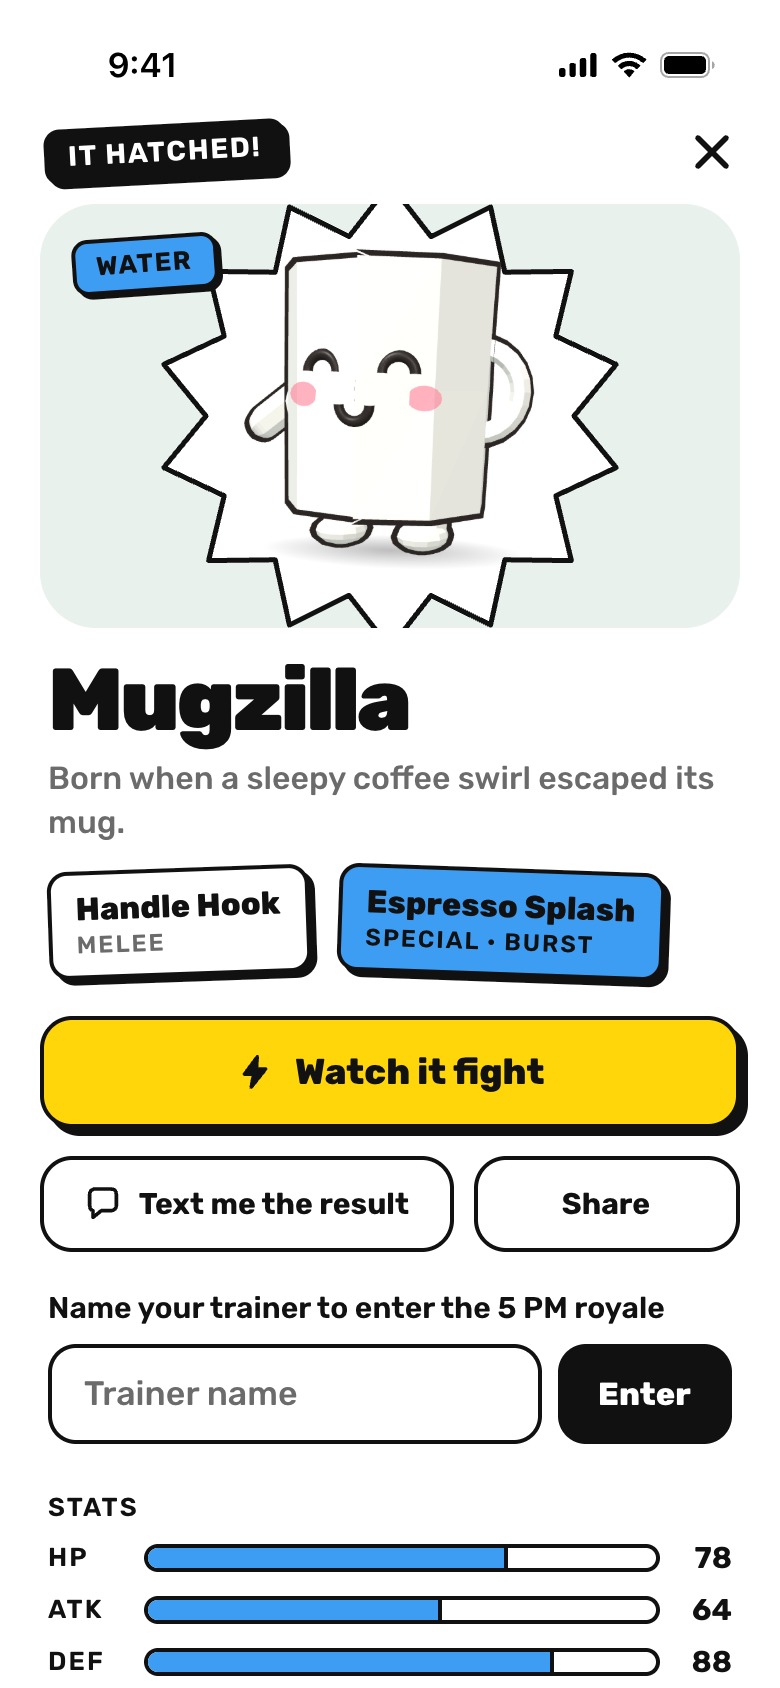 9:41
IT HATCHED!
WATER
Mugzilla
Born when a sleepy coffee swirl escaped its
mug.
Handle Hook
MELEE
Espresso Splash
SPECIAL • BURST
Watch it fight
Text me the result
Share
Name your trainer to enter the 5 PM royale
Trainer name
Enter
STATS
HP 78
ATK 64
DEF 88